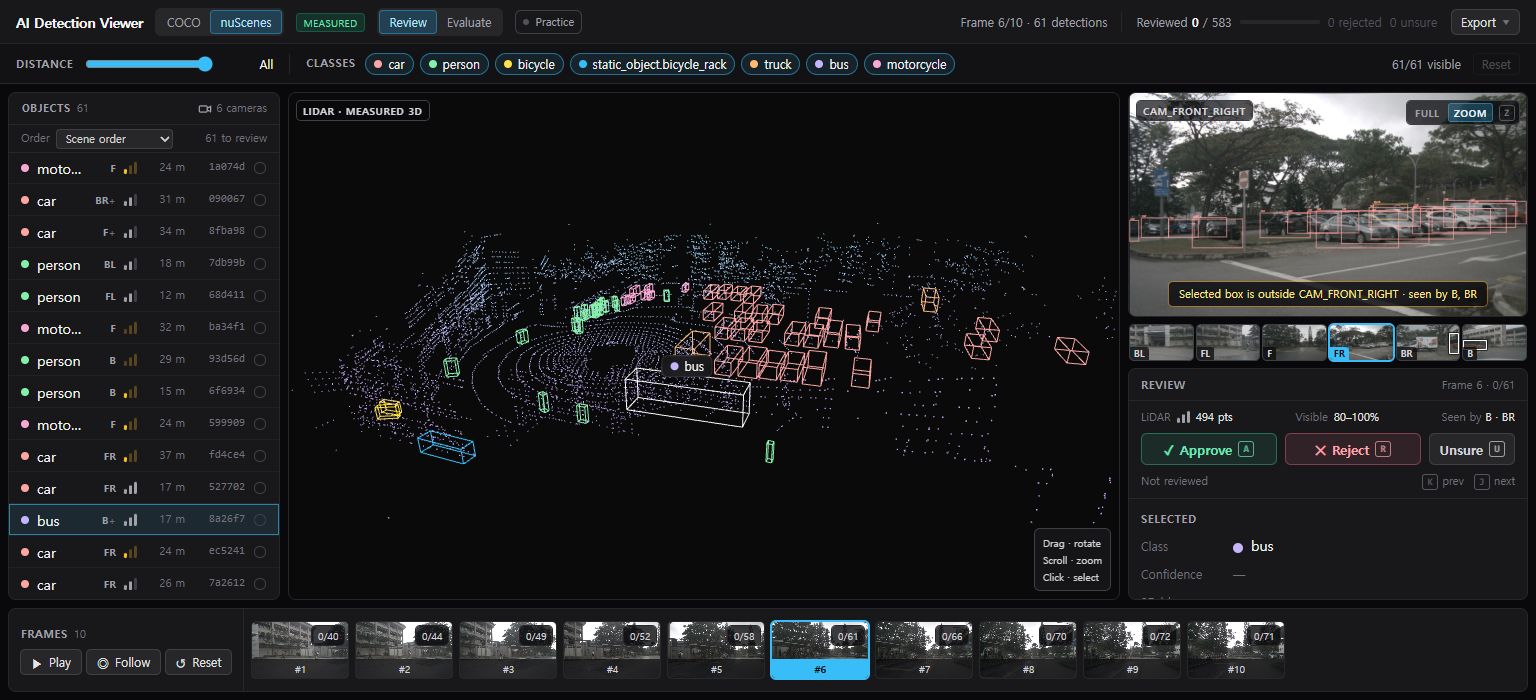 AI Detection Viewer COCO nuScenes MEASURED Review Evaluate Practice Frame 6/10 · 61 detections Reviewed 0 / 583 0 rejected 0 unsure Export
DISTANCE All CLASSES car person bicycle static_object.bicycle_rack truck bus motorcycle 61/61 visible Reset
OBJECTS 61 6 cameras
Order Scene order 61 to review
moto... F 24 m 1a074d
car BR+ 31 m 090067
car F+ 34 m 8fba98
person BL 18 m 7db99b
person FL 12 m 68d411
moto... F 32 m ba34f1
person B 29 m 93d56d
person B 15 m 6f6934
moto... F 24 m 599909
car FR 37 m fd4ce4
car FR 17 m 527702
bus B+ 17 m 8a26f7
car FR 24 m ec5241
car FR 26 m 7a2612
LIDAR · MEASURED 3D
bus
Drag · rotate
Scroll · zoom
Click · select
CAM_FRONT_RIGHT FULL ZOOM Z
Selected box is outside CAM_FRONT_RIGHT · seen by B, BR
BL FL F FR BR B
REVIEW Frame 6 · 0/61
LiDAR 494 pts Visible 80–100% Seen by B · BR
✓ Approve A ✕ Reject R Unsure U
Not reviewed K prev J next
SELECTED
Class bus
Confidence —
FRAMES 10
Play Follow Reset
0/40 0/44 0/49 0/52 0/58 0/61 0/66 0/70 0/72 0/71
#1 #2 #3 #4 #5 #6 #7 #8 #9 #10